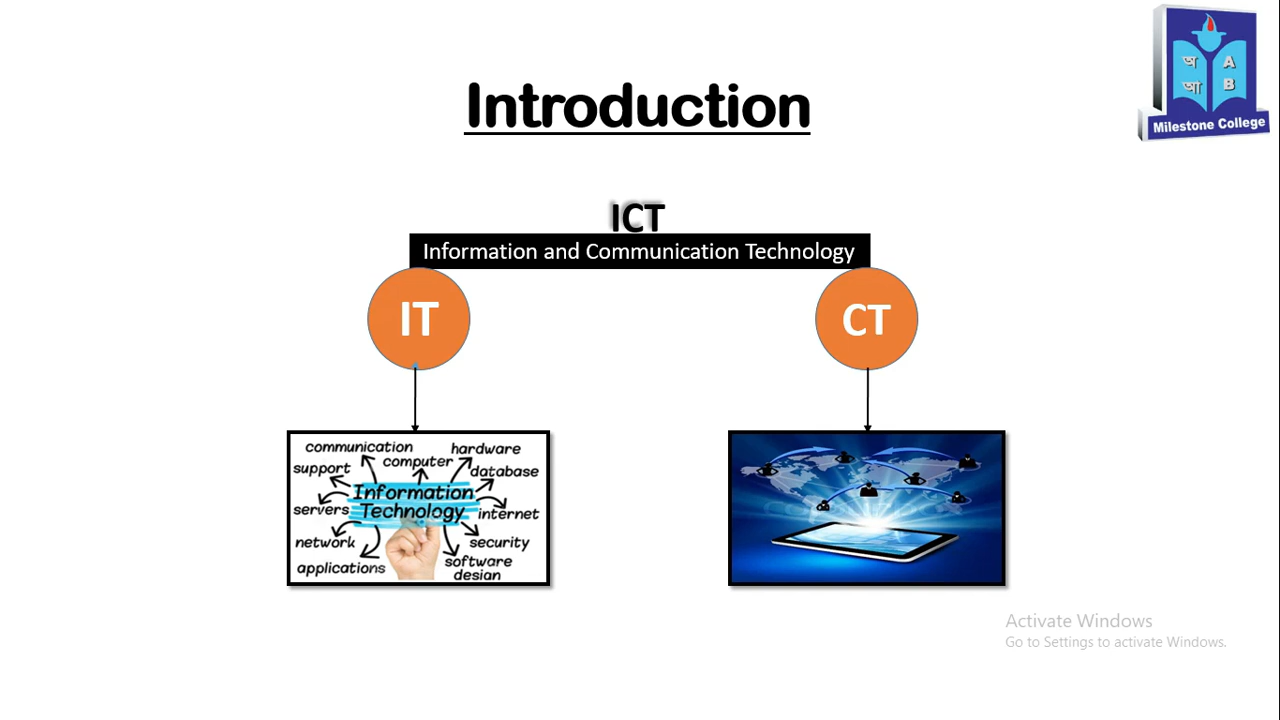 অ A
আ B
Milestone College
Introduction
ICT
Information and Communication Technology
IT
CT
communication
hardware
support
computer
database
Information
Technology
servers
internet
network
security
applications
software
design
Activate Windows
Go to Settings to activate Windows.